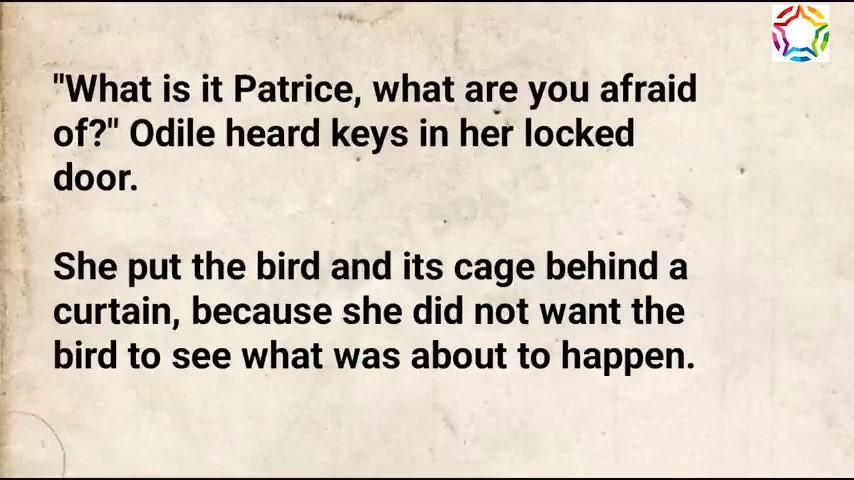 "What is it Patrice, what are you afraid
of?" Odile heard keys in her locked
door.
She put the bird and its cage behind a
curtain, because she did not want the
bird to see what was about to happen.